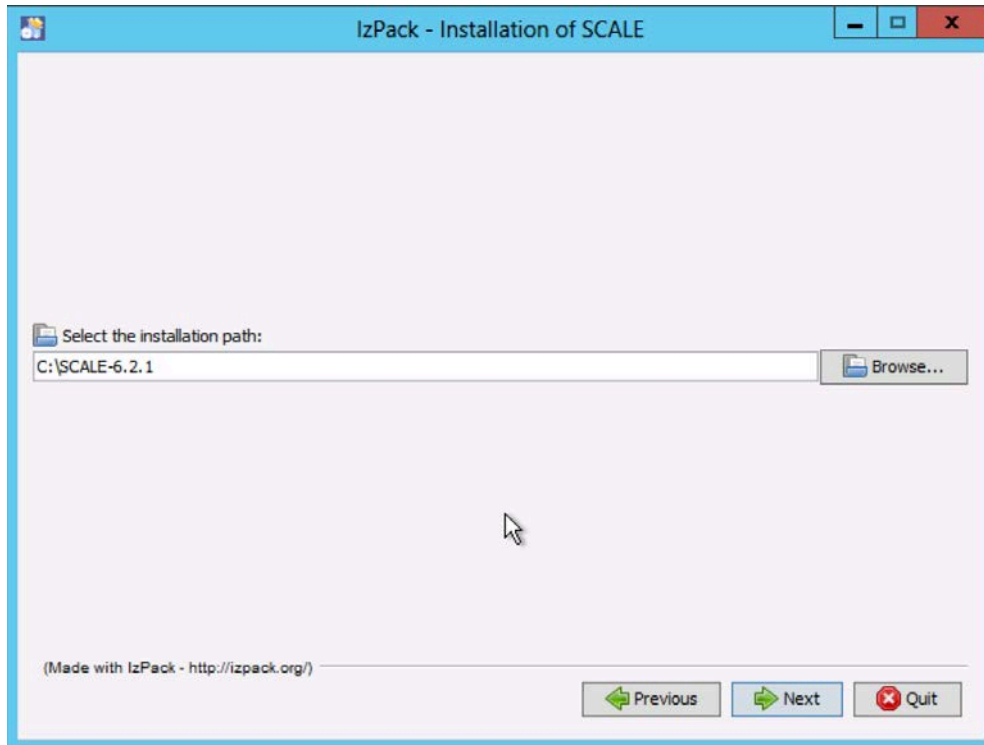 IzPack - Installation of SCALE
Select the installation path:
C:\SCALE-6.2.1
Browse...
(Made with IzPack - http://izpack.org/)
Previous
Next
Quit